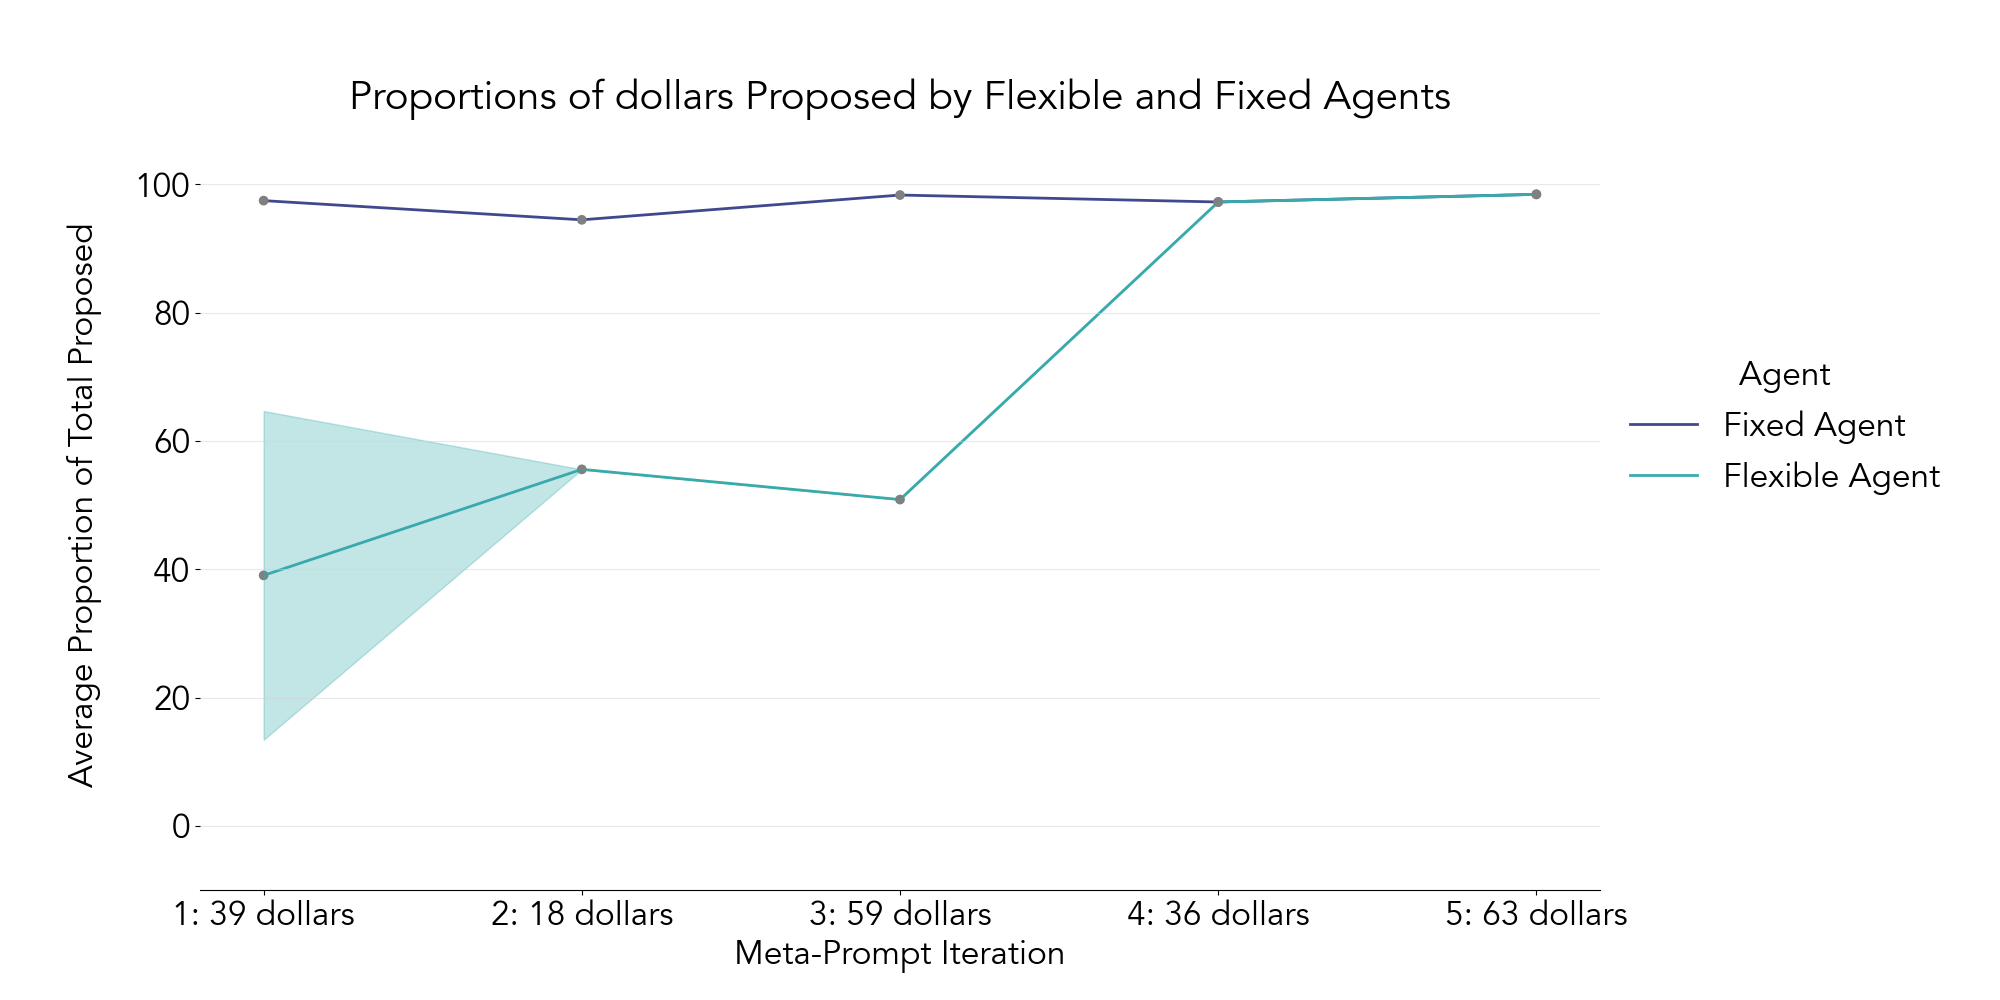 Proportions of dollars Proposed by Flexible and Fixed Agents
Average Proportion of Total Proposed
100
80
60
40
20
0
1: 39 dollars
2: 18 dollars
3: 59 dollars
4: 36 dollars
5: 63 dollars
Meta-Prompt Iteration
Agent
Fixed Agent
Flexible Agent